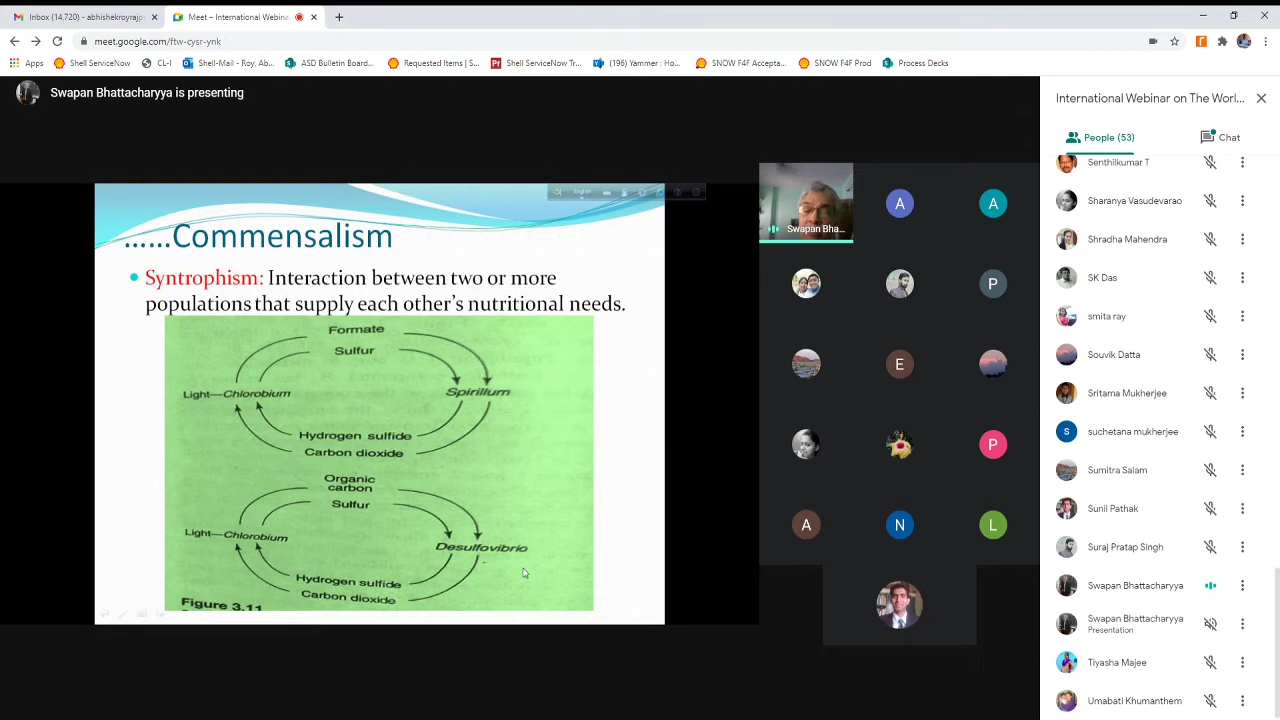 Inbox (14,720) - abhishekroyrajp
Meet – International Webina
meet.google.com/ftw-cysr-ynk
Apps
Shell ServiceNow
CL-I
Shell-Mail - Roy, Ab...
ASD Bulletin Board...
Requested Items | S...
Shell ServiceNow Tr...
(196) Yammer : Ho...
SNOW F4F Accepta...
SNOW F4F Prod
Process Decks
Swapan Bhattacharyya is presenting
English
......Commensalism
Syntrophism: Interaction between two or more
populations that supply each other's nutritional needs.
Formate
Sulfur
Light—Chlorobium
Spirillum
Hydrogen sulfide
Carbon dioxide
Organic
carbon
Sulfur
Light—Chlorobium
Desulfovibrio
Hydrogen sulfide
Carbon dioxide
Figure 3.11
Swapan Bha...
A
A
P
E
P
A
N
L
International Webinar on The Worl...
People (53)
Chat
Senthilkumar T
Sharanya Vasudevarao
Shradha Mahendra
SK Das
smita ray
Souvik Datta
Sritama Mukherjee
s
suchetana mukherjee
Sumitra Salam
Sunil Pathak
Suraj Pratap Singh
Swapan Bhattacharyya
Swapan Bhattacharyya
Presentation
Tiyasha Majee
Umabati Khumanthem